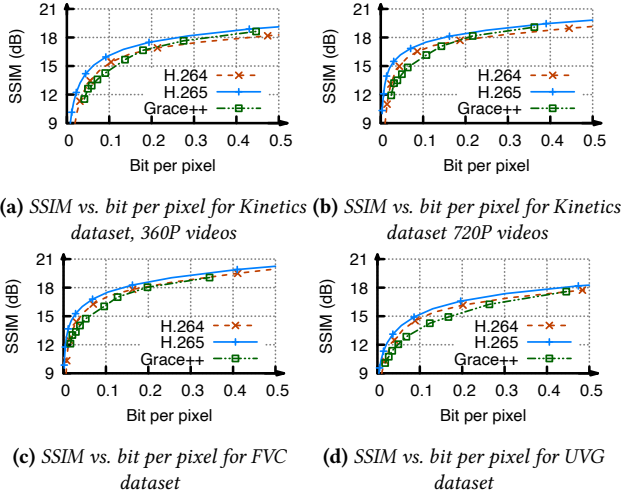 21
18
15
12
9
SSIM (dB)
H.264
H.265
Grace++
0 0.1 0.2 0.3 0.4 0.5
Bit per pixel
21
18
15
12
9
SSIM (dB)
H.264
H.265
Grace++
0 0.1 0.2 0.3 0.4 0.5
Bit per pixel
(a) SSIM vs. bit per pixel for Kinetics
dataset, 360P videos
(b) SSIM vs. bit per pixel for Kinetics
dataset 720P videos
21
18
15
12
9
SSIM (dB)
H.264
H.265
Grace++
0 0.1 0.2 0.3 0.4 0.5
Bit per pixel
21
18
15
12
9
SSIM (dB)
H.264
H.265
Grace++
0 0.1 0.2 0.3 0.4 0.5
Bit per pixel
(c) SSIM vs. bit per pixel for FVC
dataset
(d) SSIM vs. bit per pixel for UVG
dataset